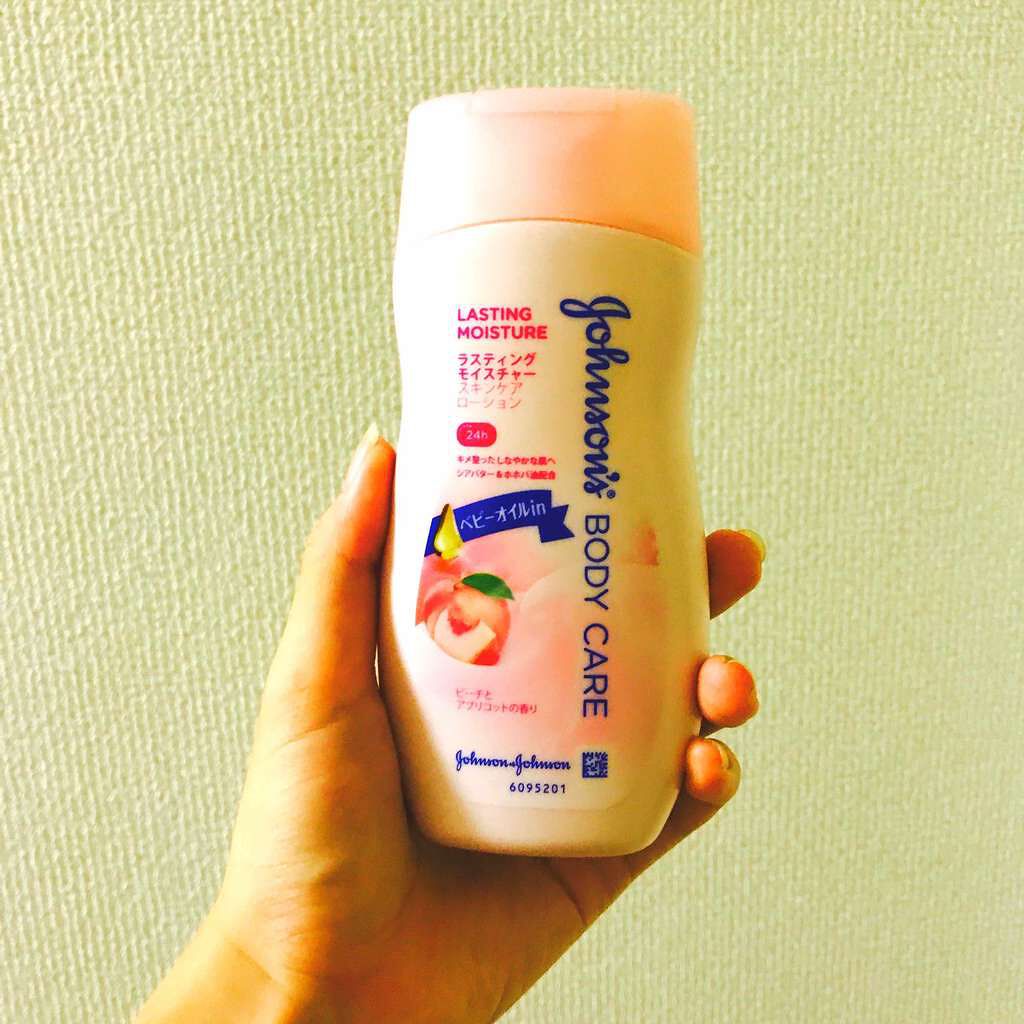 LASTING
MOISTURE
ラスティング
モイスチャー
スキンケア
ローション
24h
キメ整ったしなやかな肌へ
シアバター&ホホバ油配合
ベビーオイルin
Johnson's® BODY CARE
ピーチと
アプリコットの香り
Johnson&Johnson
6095201